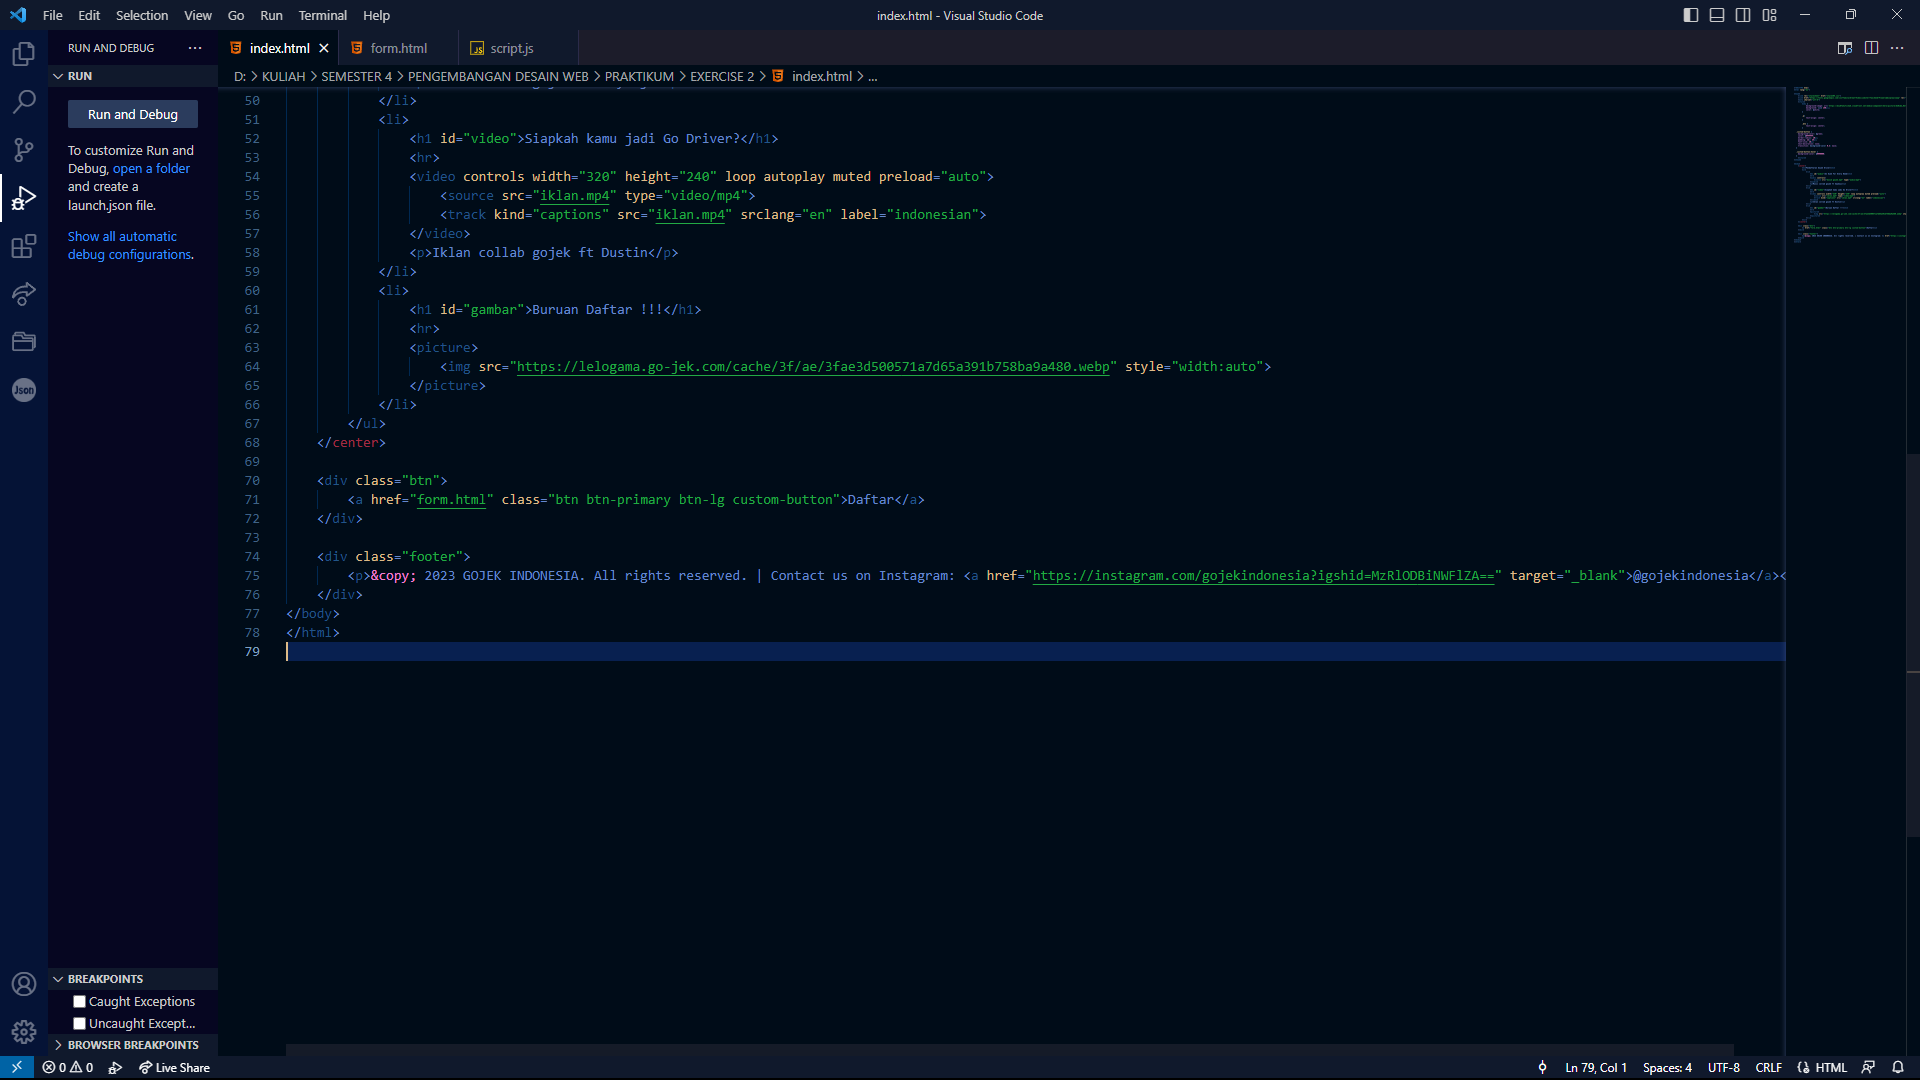 File Edit Selection View Go Run Terminal Help
index.html - Visual Studio Code
RUN AND DEBUG ···
index.html form.html JS script.js
RUN
D: > KULIAH > SEMESTER 4 > PENGEMBANGAN DESAIN WEB > PRAKTIKUM > EXERCISE 2 > index.html > ...
Run and Debug
To customize Run and
Debug, open a folder
and create a
launch.json file.
Show all automatic
debug configurations.
Json
50 </li>
51 <li>
52 <h1 id="video">Siapkah kamu jadi Go Driver?</h1>
53 <hr>
54 <video controls width="320" height="240" loop autoplay muted preload="auto">
55 <source src="iklan.mp4" type="video/mp4">
56 <track kind="captions" src="iklan.mp4" srclang="en" label="indonesian">
57 </video>
58 <p>Iklan collab gojek ft Dustin</p>
59 </li>
60 <li>
61 <h1 id="gambar">Buruan Daftar !!!</h1>
62 <hr>
63 <picture>
64 <img src="https://lelogama.go-jek.com/cache/3f/ae/3fae3d500571a7d65a391b758ba9a480.webp" style="width:auto">
65 </picture>
66 </li>
67 </ul>
68 </center>
69
70 <div class="btn">
71 <a href="form.html" class="btn btn-primary btn-lg custom-button">Daftar</a>
72 </div>
73
74 <div class="footer">
75 <p>&copy; 2023 GOJEK INDONESIA. All rights reserved. | Contact us on Instagram: <a href="https://instagram.com/gojekindonesia?igshid=MzRlODBiNWFlZA==" target="_blank">@gojekindonesia</a><
76 </div>
77 </body>
78 </html>
79
BREAKPOINTS
Caught Exceptions
Uncaught Except...
BROWSER BREAKPOINTS
0 0 Live Share
Ln 79, Col 1 Spaces: 4 UTF-8 CRLF HTML